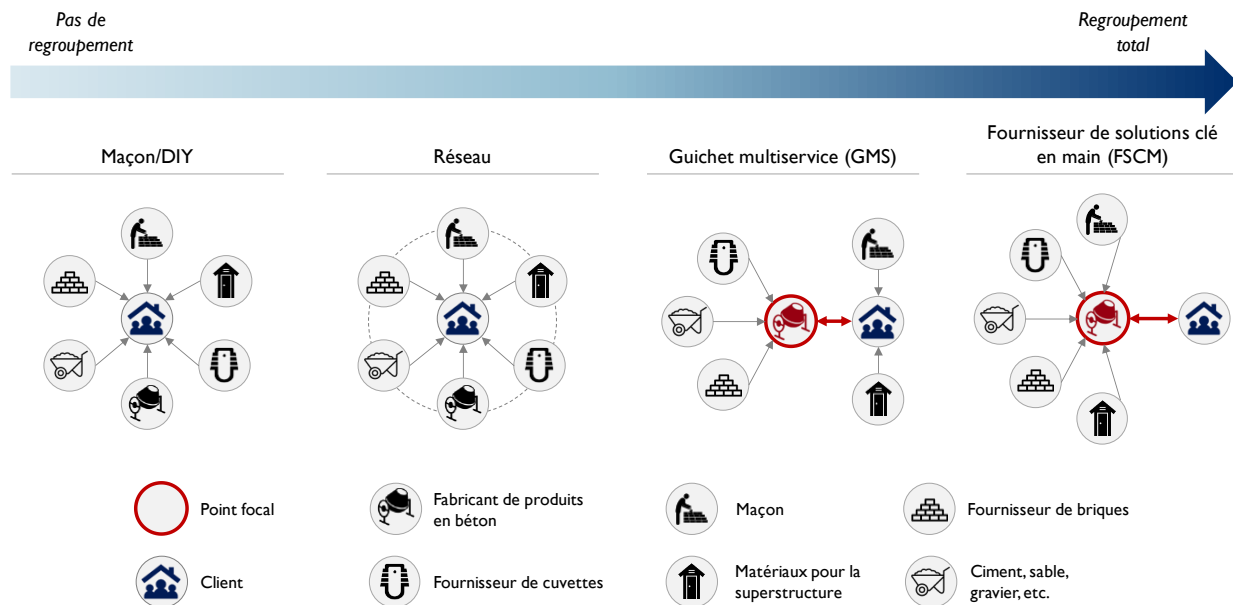 Pas de
regroupement
Regroupement
total
Maçon/DIY
Réseau
Guichet multiservice (GMS)
Fournisseur de solutions clé
en main (FSCM)
Point focal
Fabricant de produits
en béton
Maçon
Fournisseur de briques
Client
Fournisseur de cuvettes
Matériaux pour la
superstructure
Ciment, sable,
gravier, etc.